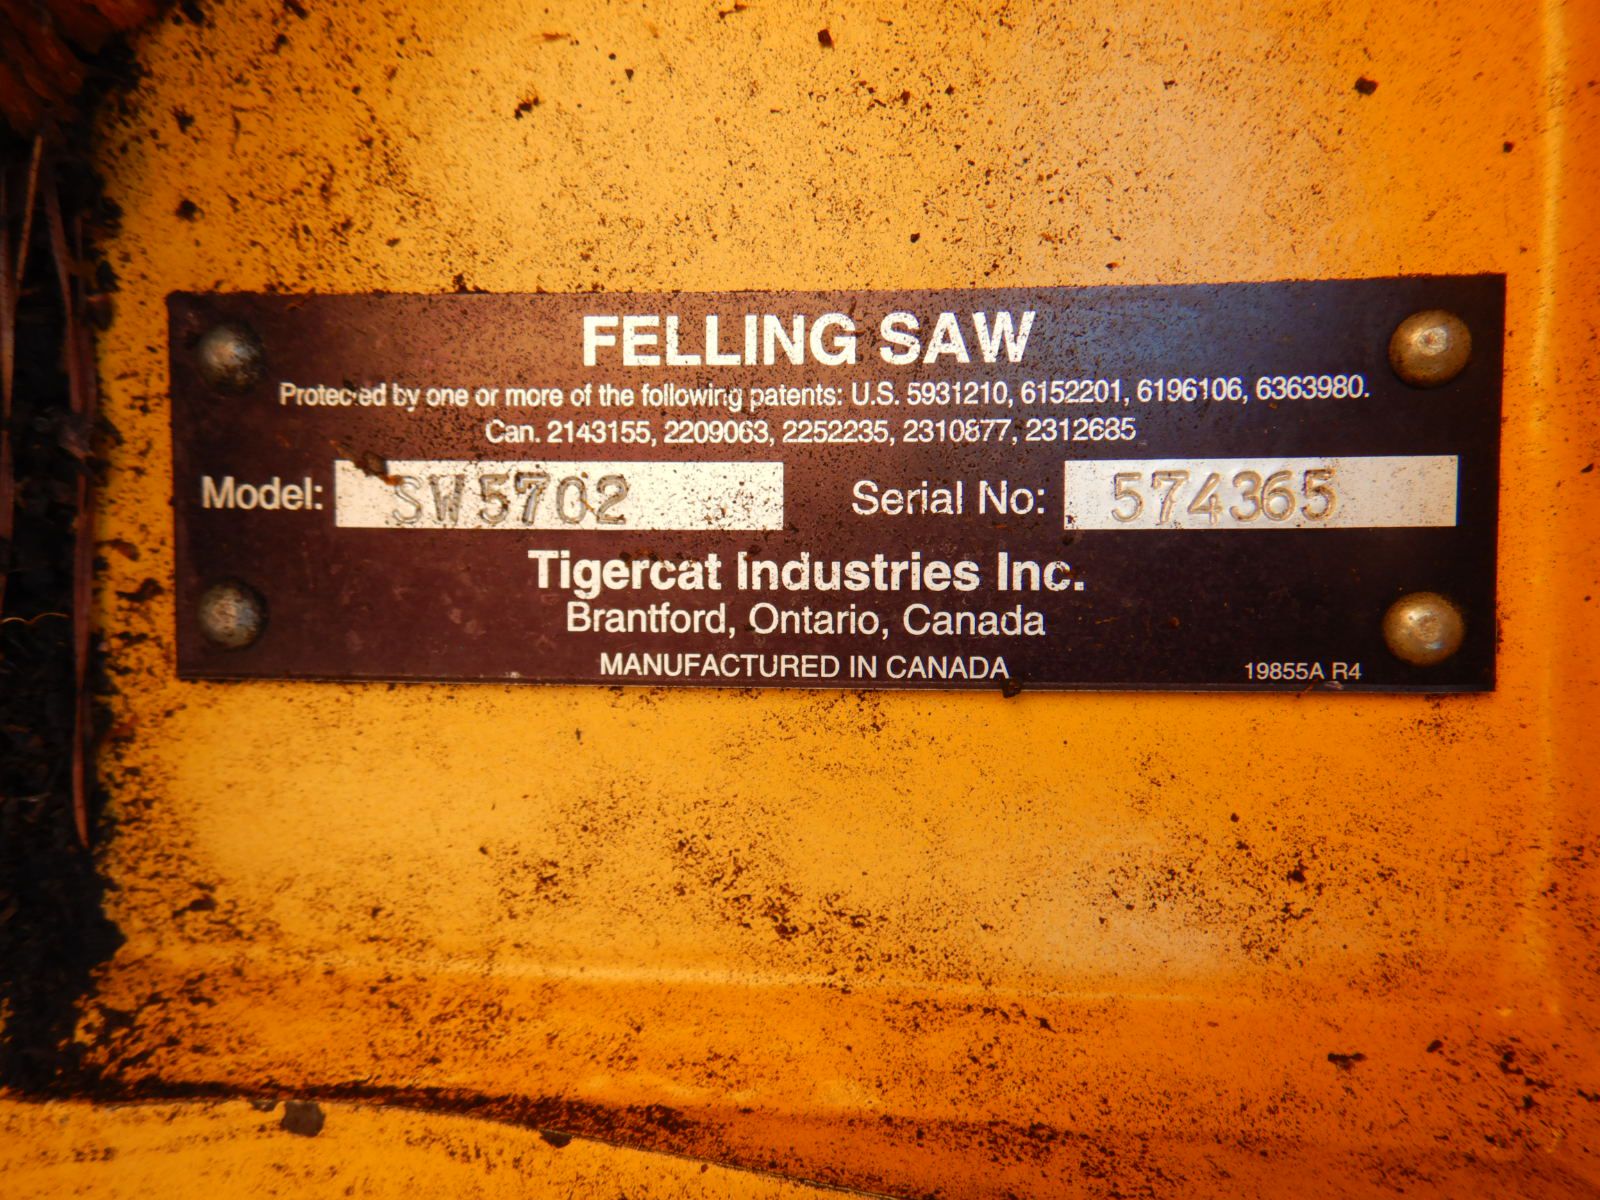 FELLING SAW
Protected by one or more of the following patents: U.S. 5931210, 6152201, 6196106, 6363980.
Can. 2143155, 2209063, 2252235, 2310877, 2312685
Model: SW5702 Serial No: 574365
Tigercat Industries Inc.
Brantford, Ontario, Canada
MANUFACTURED IN CANADA 19855A R4